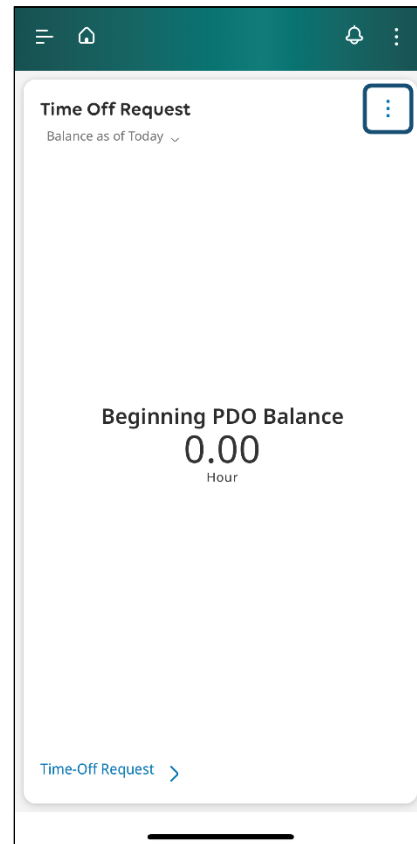 Time Off Request
Balance as of Today
Beginning PDO Balance
0.00
Hour
Time-Off Request